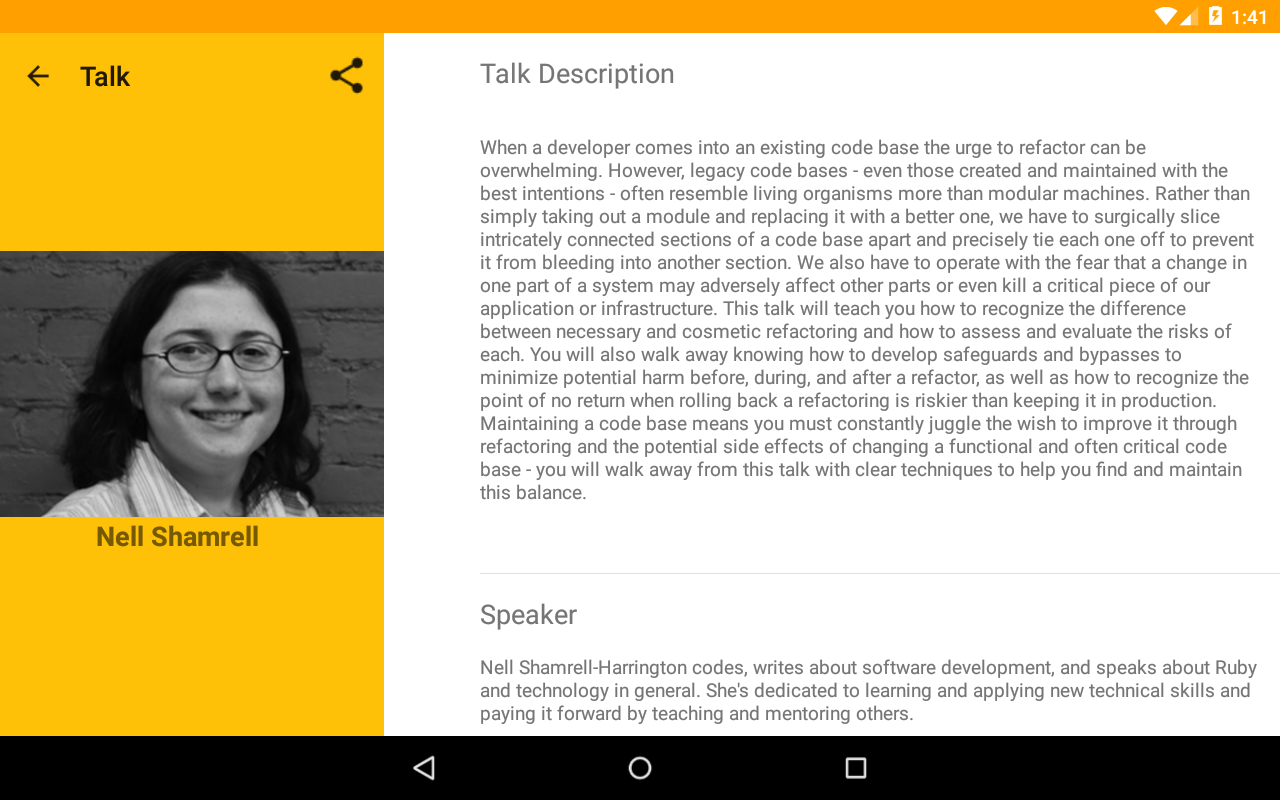 1:41
Talk
Nell Shamrell
Talk Description
When a developer comes into an existing code base the urge to refactor can be
overwhelming. However, legacy code bases - even those created and maintained with the
best intentions - often resemble living organisms more than modular machines. Rather than
simply taking out a module and replacing it with a better one, we have to surgically slice
intricately connected sections of a code base apart and precisely tie each one off to prevent
it from bleeding into another section. We also have to operate with the fear that a change in
one part of a system may adversely affect other parts or even kill a critical piece of our
application or infrastructure. This talk will teach you how to recognize the difference
between necessary and cosmetic refactoring and how to assess and evaluate the risks of
each. You will also walk away knowing how to develop safeguards and bypasses to
minimize potential harm before, during, and after a refactor, as well as how to recognize the
point of no return when rolling back a refactoring is riskier than keeping it in production.
Maintaining a code base means you must constantly juggle the wish to improve it through
refactoring and the potential side effects of changing a functional and often critical code
base - you will walk away from this talk with clear techniques to help you find and maintain
this balance.
Speaker
Nell Shamrell-Harrington codes, writes about software development, and speaks about Ruby
and technology in general. She's dedicated to learning and applying new technical skills and
paying it forward by teaching and mentoring others.